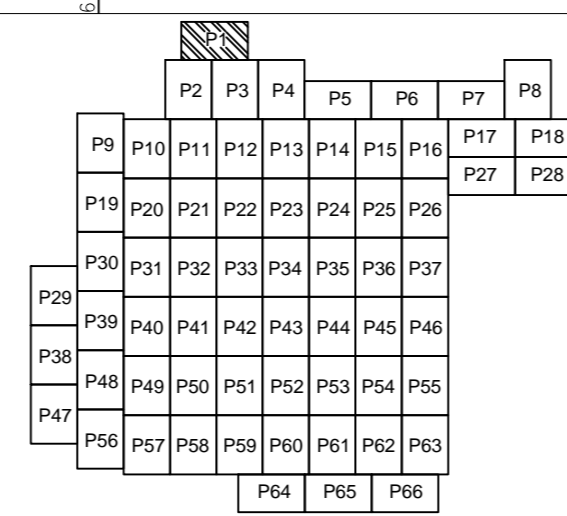 6
P1
P2 P3 P4 P5 P6 P7 P8
P9 P10 P11 P12 P13 P14 P15 P16 P17 P18
P27 P28
P19 P20 P21 P22 P23 P24 P25 P26
P30 P31 P32 P33 P34 P35 P36 P37
P29
P39 P40 P41 P42 P43 P44 P45 P46
P38
P48 P49 P50 P51 P52 P53 P54 P55
P47
P56 P57 P58 P59 P60 P61 P62 P63
P64 P65 P66